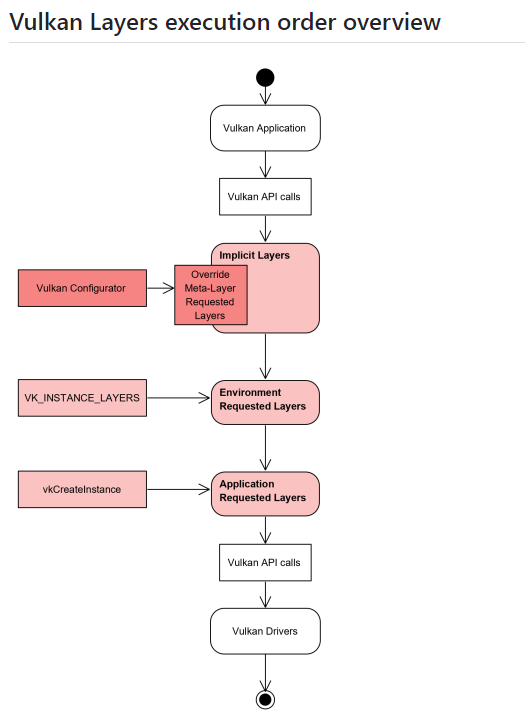 Vulkan Layers execution order overview
Vulkan Application
Vulkan API calls
Implicit Layers
Vulkan Configurator
Override
Meta-Layer
Requested
Layers
VK_INSTANCE_LAYERS
Environment
Requested Layers
vkCreateInstance
Application
Requested Layers
Vulkan API calls
Vulkan Drivers